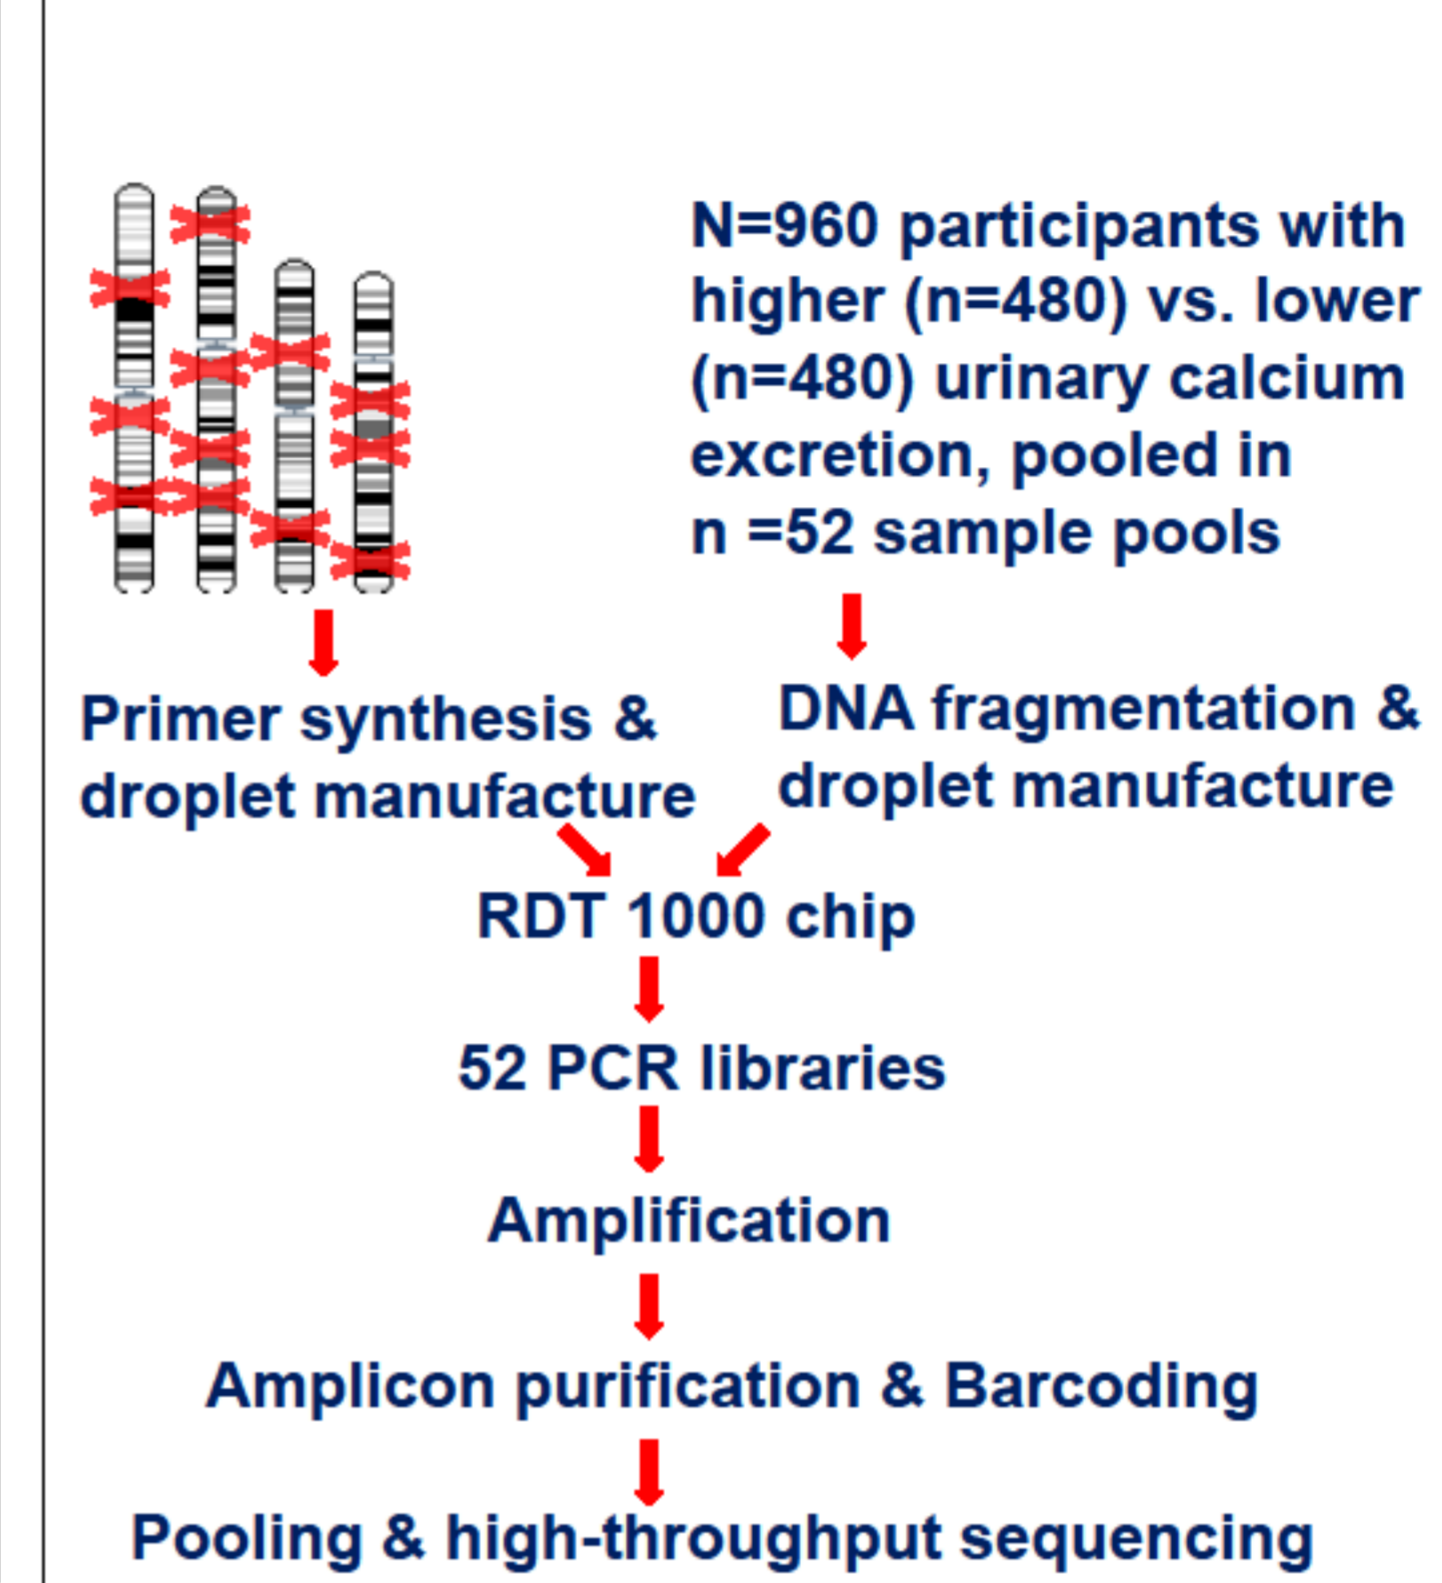 N=960 participants with
higher (n=480) vs. lower
(n=480) urinary calcium
excretion, pooled in
n =52 sample pools
Primer synthesis &
droplet manufacture
DNA fragmentation &
droplet manufacture
RDT 1000 chip
52 PCR libraries
Amplification
Amplicon purification & Barcoding
Pooling & high-throughput sequencing